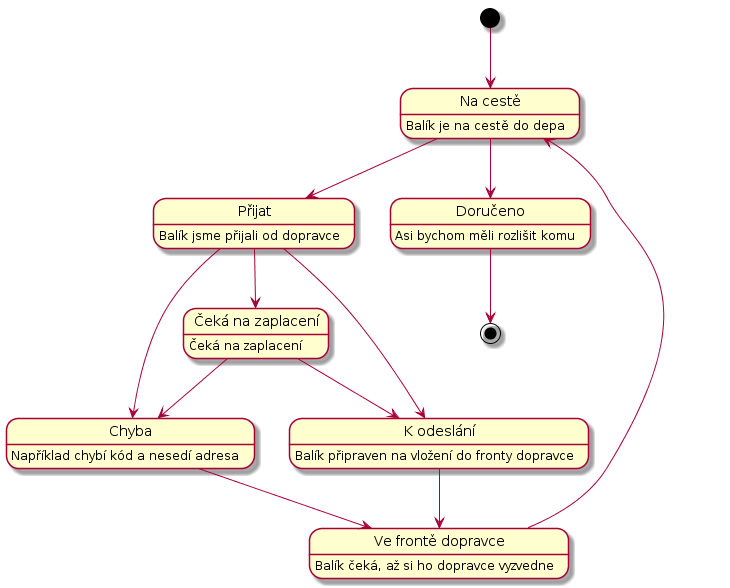 Na cestě
Balík je na cestě do depa
Přijat
Balík jsme přijali od dopravce
Doručeno
Asi bychom měli rozlišit komu
Čeká na zaplacení
Čeká na zaplacení
Chyba
Například chybí kód a nesedí adresa
K odeslání
Balík připraven na vložení do fronty dopravce
Ve frontě dopravce
Balík čeká, až si ho dopravce vyzvedne